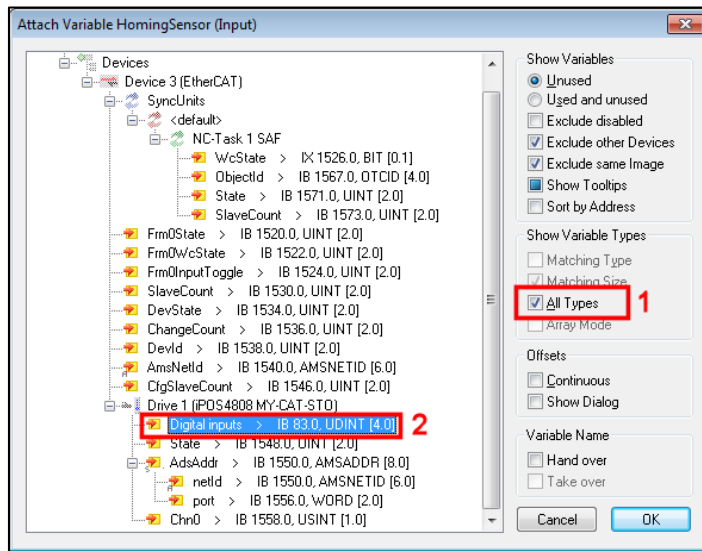 Attach Variable HomingSensor (Input)
Devices
Device 3 (EtherCAT)
SyncUnits
<default>
NC-Task 1 SAF
WcState > IX 1526.0, BIT [0.1]
ObjectId > IB 1567.0, OTCID [4.0]
State > IB 1571.0, UINT [2.0]
SlaveCount > IB 1573.0, UINT [2.0]
Frm0State > IB 1520.0, UINT [2.0]
Frm0WcState > IB 1522.0, UINT [2.0]
Frm0InputToggle > IB 1524.0, UINT [2.0]
SlaveCount > IB 1530.0, UINT [2.0]
DevState > IB 1534.0, UINT [2.0]
ChangeCount > IB 1536.0, UINT [2.0]
DevId > IB 1538.0, UINT [2.0]
AmsNetId > IB 1540.0, AMSNETID [6.0]
CfgSlaveCount > IB 1546.0, UINT [2.0]
Drive 1 (iPOS4808 MY-CAT-STO)
Digital inputs > IB 83.0, UDINT [4.0] 2
State > IB 1548.0, UINT [2.0]
AdsAddr > IB 1550.0, AMSADDR [8.0]
netId > IB 1550.0, AMSNETID [6.0]
port > IB 1556.0, WORD [2.0]
Chn0 > IB 1558.0, USINT [1.0]
Show Variables
Unused
Used and unused
Exclude disabled
Exclude other Devices
Exclude same Image
Show Tooltips
Sort by Address
Show Variable Types
Matching Type
Matching Size
All Types 1
Array Mode
Offsets
Continuous
Show Dialog
Variable Name
Hand over
Take over
Cancel
OK